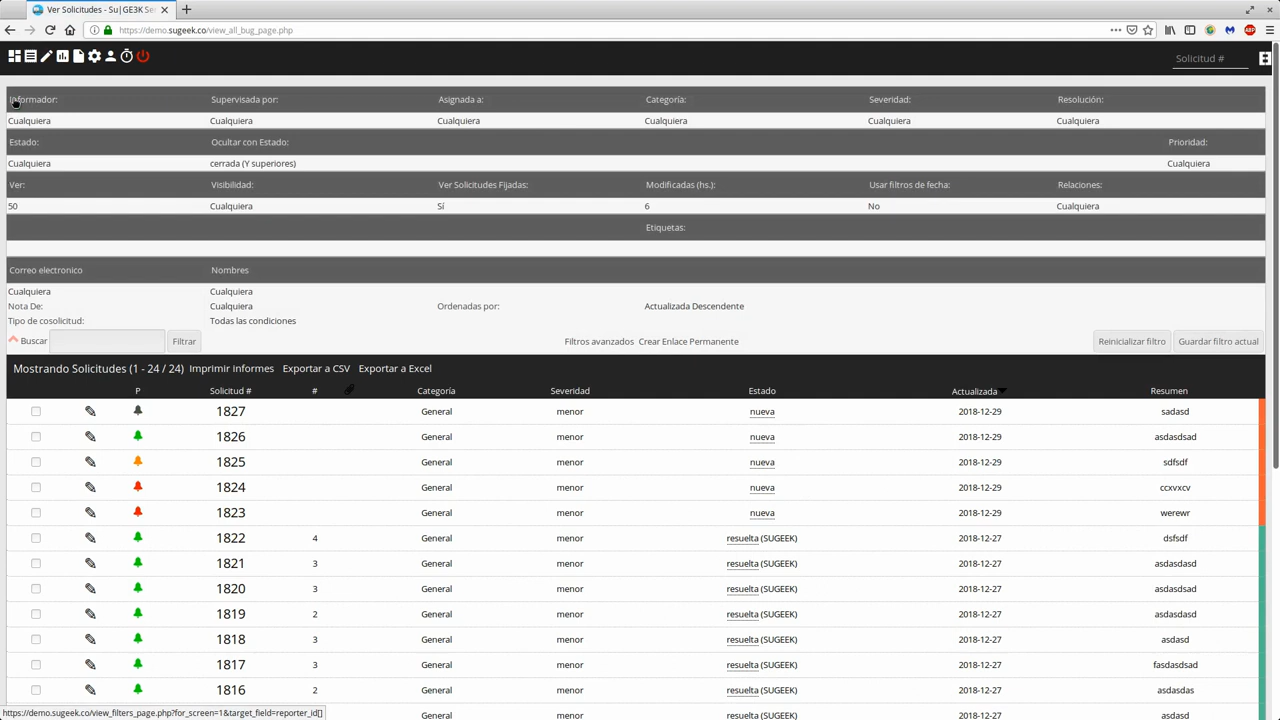 Ver Solicitudes - Su|GE3K Ser
https://demo.sugeek.co/view_all_bug_page.php
Solicitud #
Informador: Supervisada por: Asignada a: Categoría: Severidad: Resolución:
Cualquiera Cualquiera Cualquiera Cualquiera Cualquiera Cualquiera
Estado: Ocultar con Estado: Prioridad:
Cualquiera cerrada (Y superiores) Cualquiera
Ver: Visibilidad: Ver Solicitudes Fijadas: Modificadas (hs.): Usar filtros de fecha: Relaciones:
50 Cualquiera Sí 6 No Cualquiera
Etiquetas:
Correo electronico Nombres
Cualquiera Cualquiera
Nota De: Cualquiera Ordenadas por: Actualizada Descendente
Tipo de cosolicitud: Todas las condiciones
Buscar Filtrar Filtros avanzados Crear Enlace Permanente Reinicializar filtro Guardar filtro actual
Mostrando Solicitudes (1 - 24 / 24) Imprimir Informes Exportar a CSV Exportar a Excel
P Solicitud # # Categoría Severidad Estado Actualizada Resumen
1827 General menor nueva 2018-12-29 sadasd
1826 General menor nueva 2018-12-29 asdasdsad
1825 General menor nueva 2018-12-29 sdfsdf
1824 General menor nueva 2018-12-29 ccxvxcv
1823 General menor nueva 2018-12-29 werewr
1822 4 General menor resuelta (SUGEEK) 2018-12-27 dsfsdf
1821 3 General menor resuelta (SUGEEK) 2018-12-27 asdasdasd
1820 3 General menor resuelta (SUGEEK) 2018-12-27 asdasdsad
1819 2 General menor resuelta (SUGEEK) 2018-12-27 asdasdasd
1818 3 General menor resuelta (SUGEEK) 2018-12-27 asdasd
1817 3 General menor resuelta (SUGEEK) 2018-12-27 fasdasdsad
1816 2 General menor resuelta (SUGEEK) 2018-12-27 asdasdas
General menor resuelta (SUGEEK) 2018-12-27 asdasd
https://demo.sugeek.co/view_filters_page.php?for_screen=1&target_field=reporter_id[]